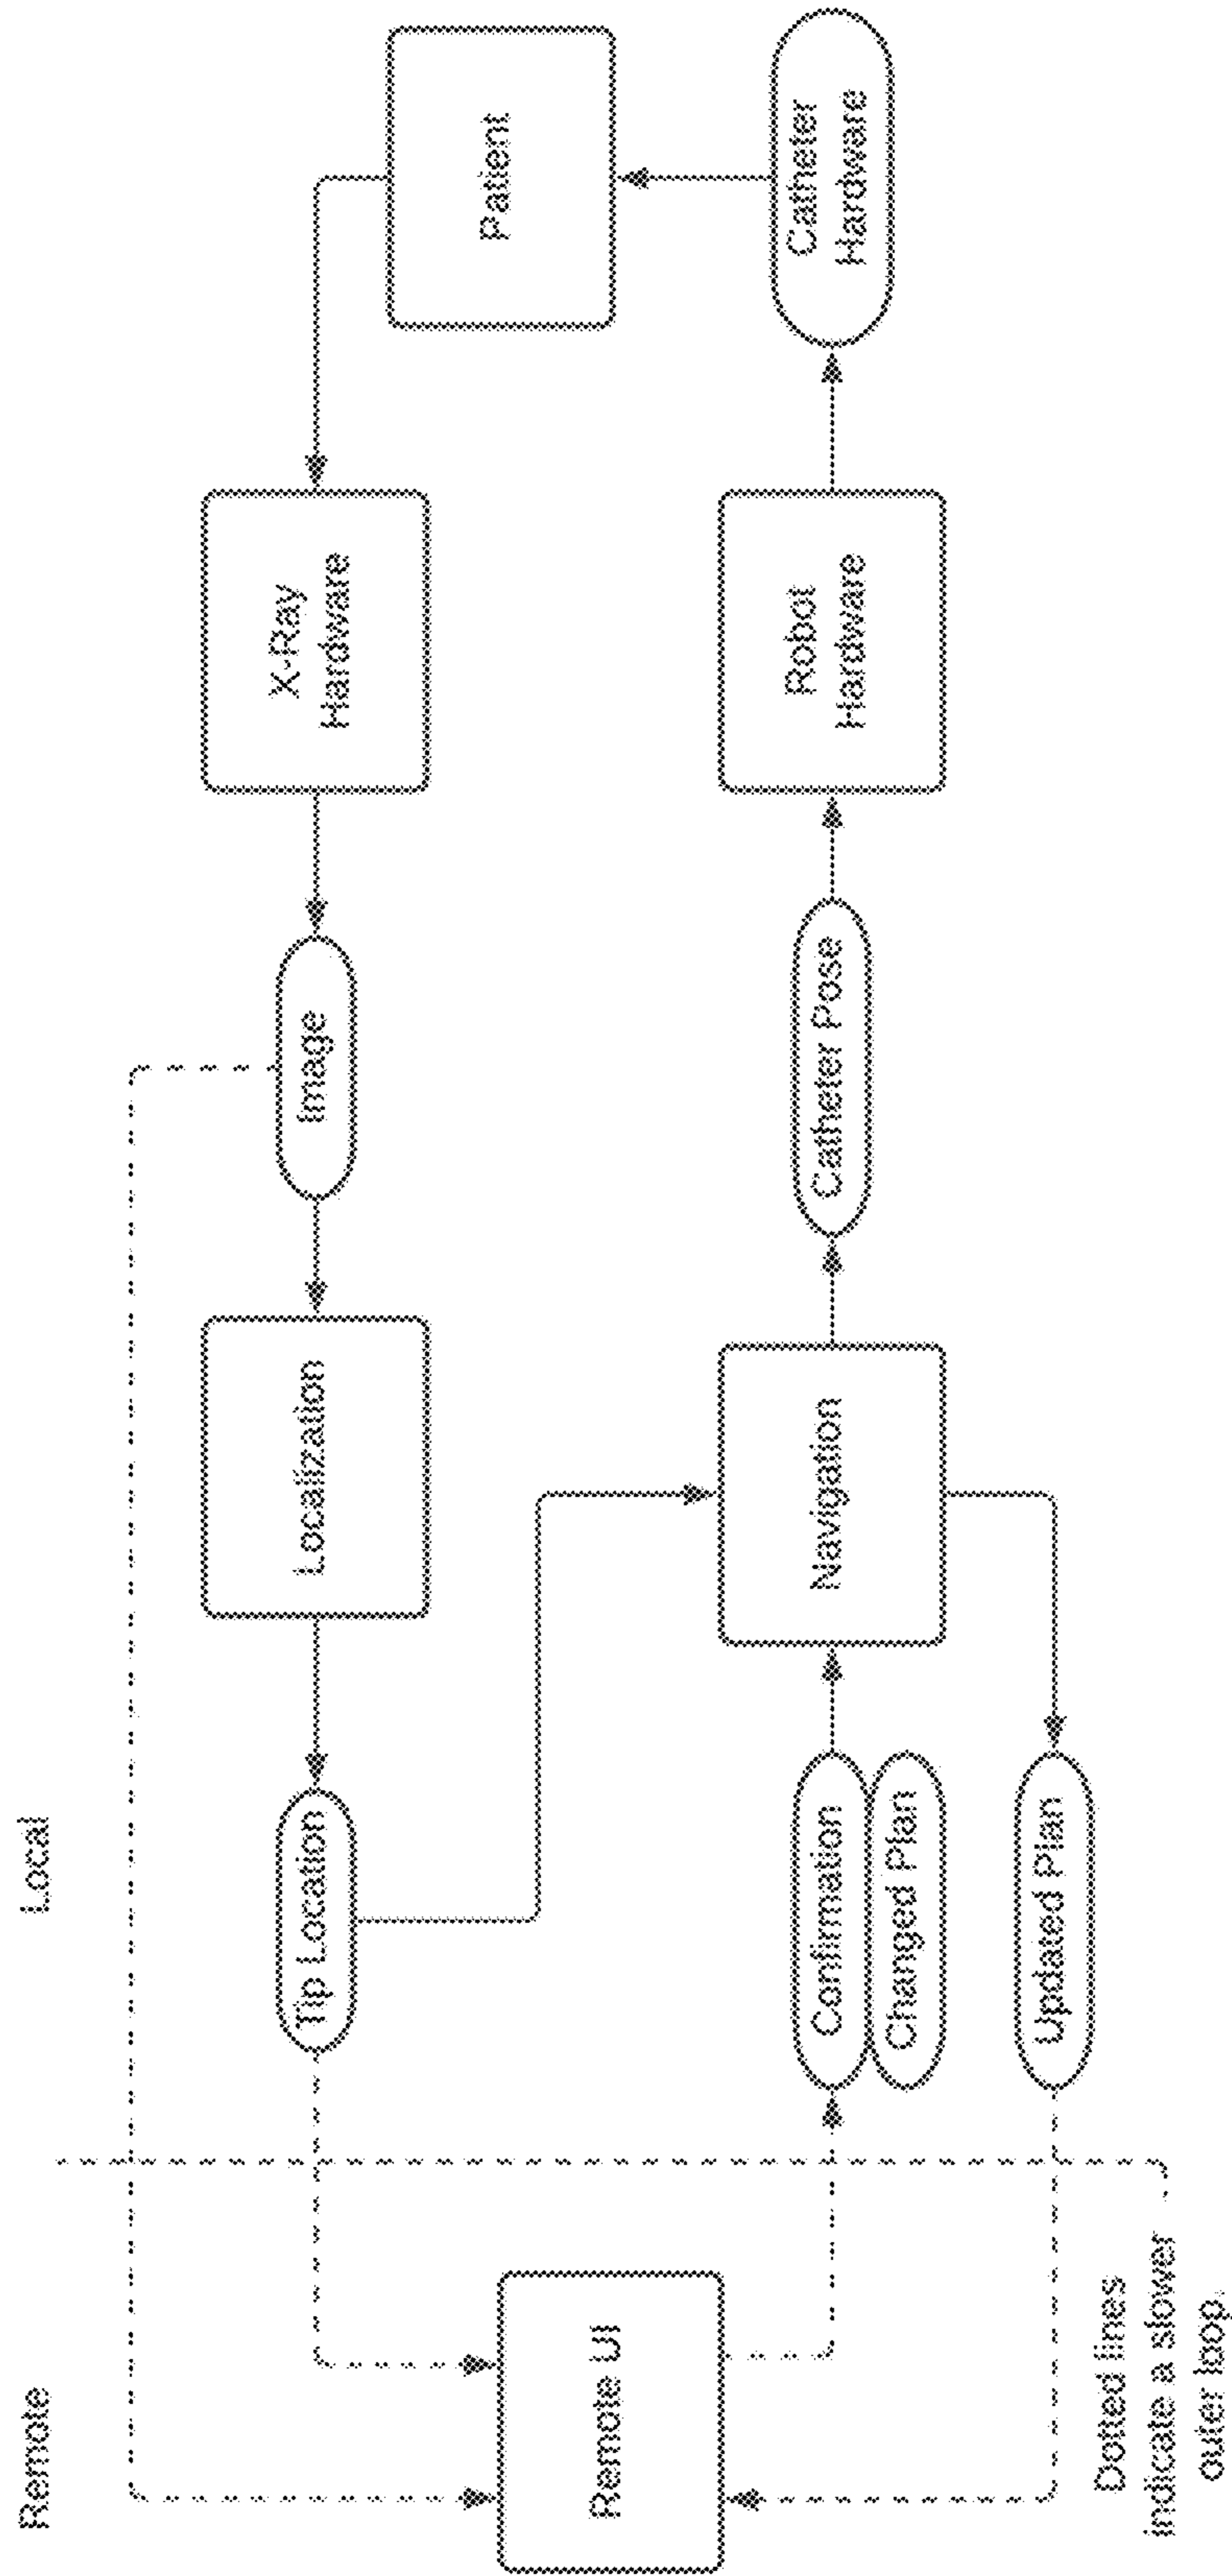 Remote
Local
Tip Location
Localization
Image
X-Ray
Hardware
Patient
Remote UI
Confirmation
Changed Plan
Navigation
Catheter Pose
Robot
Hardware
Catheter
Hardware
Updated Plan
Dotted lines
indicate a slower
outer loop.